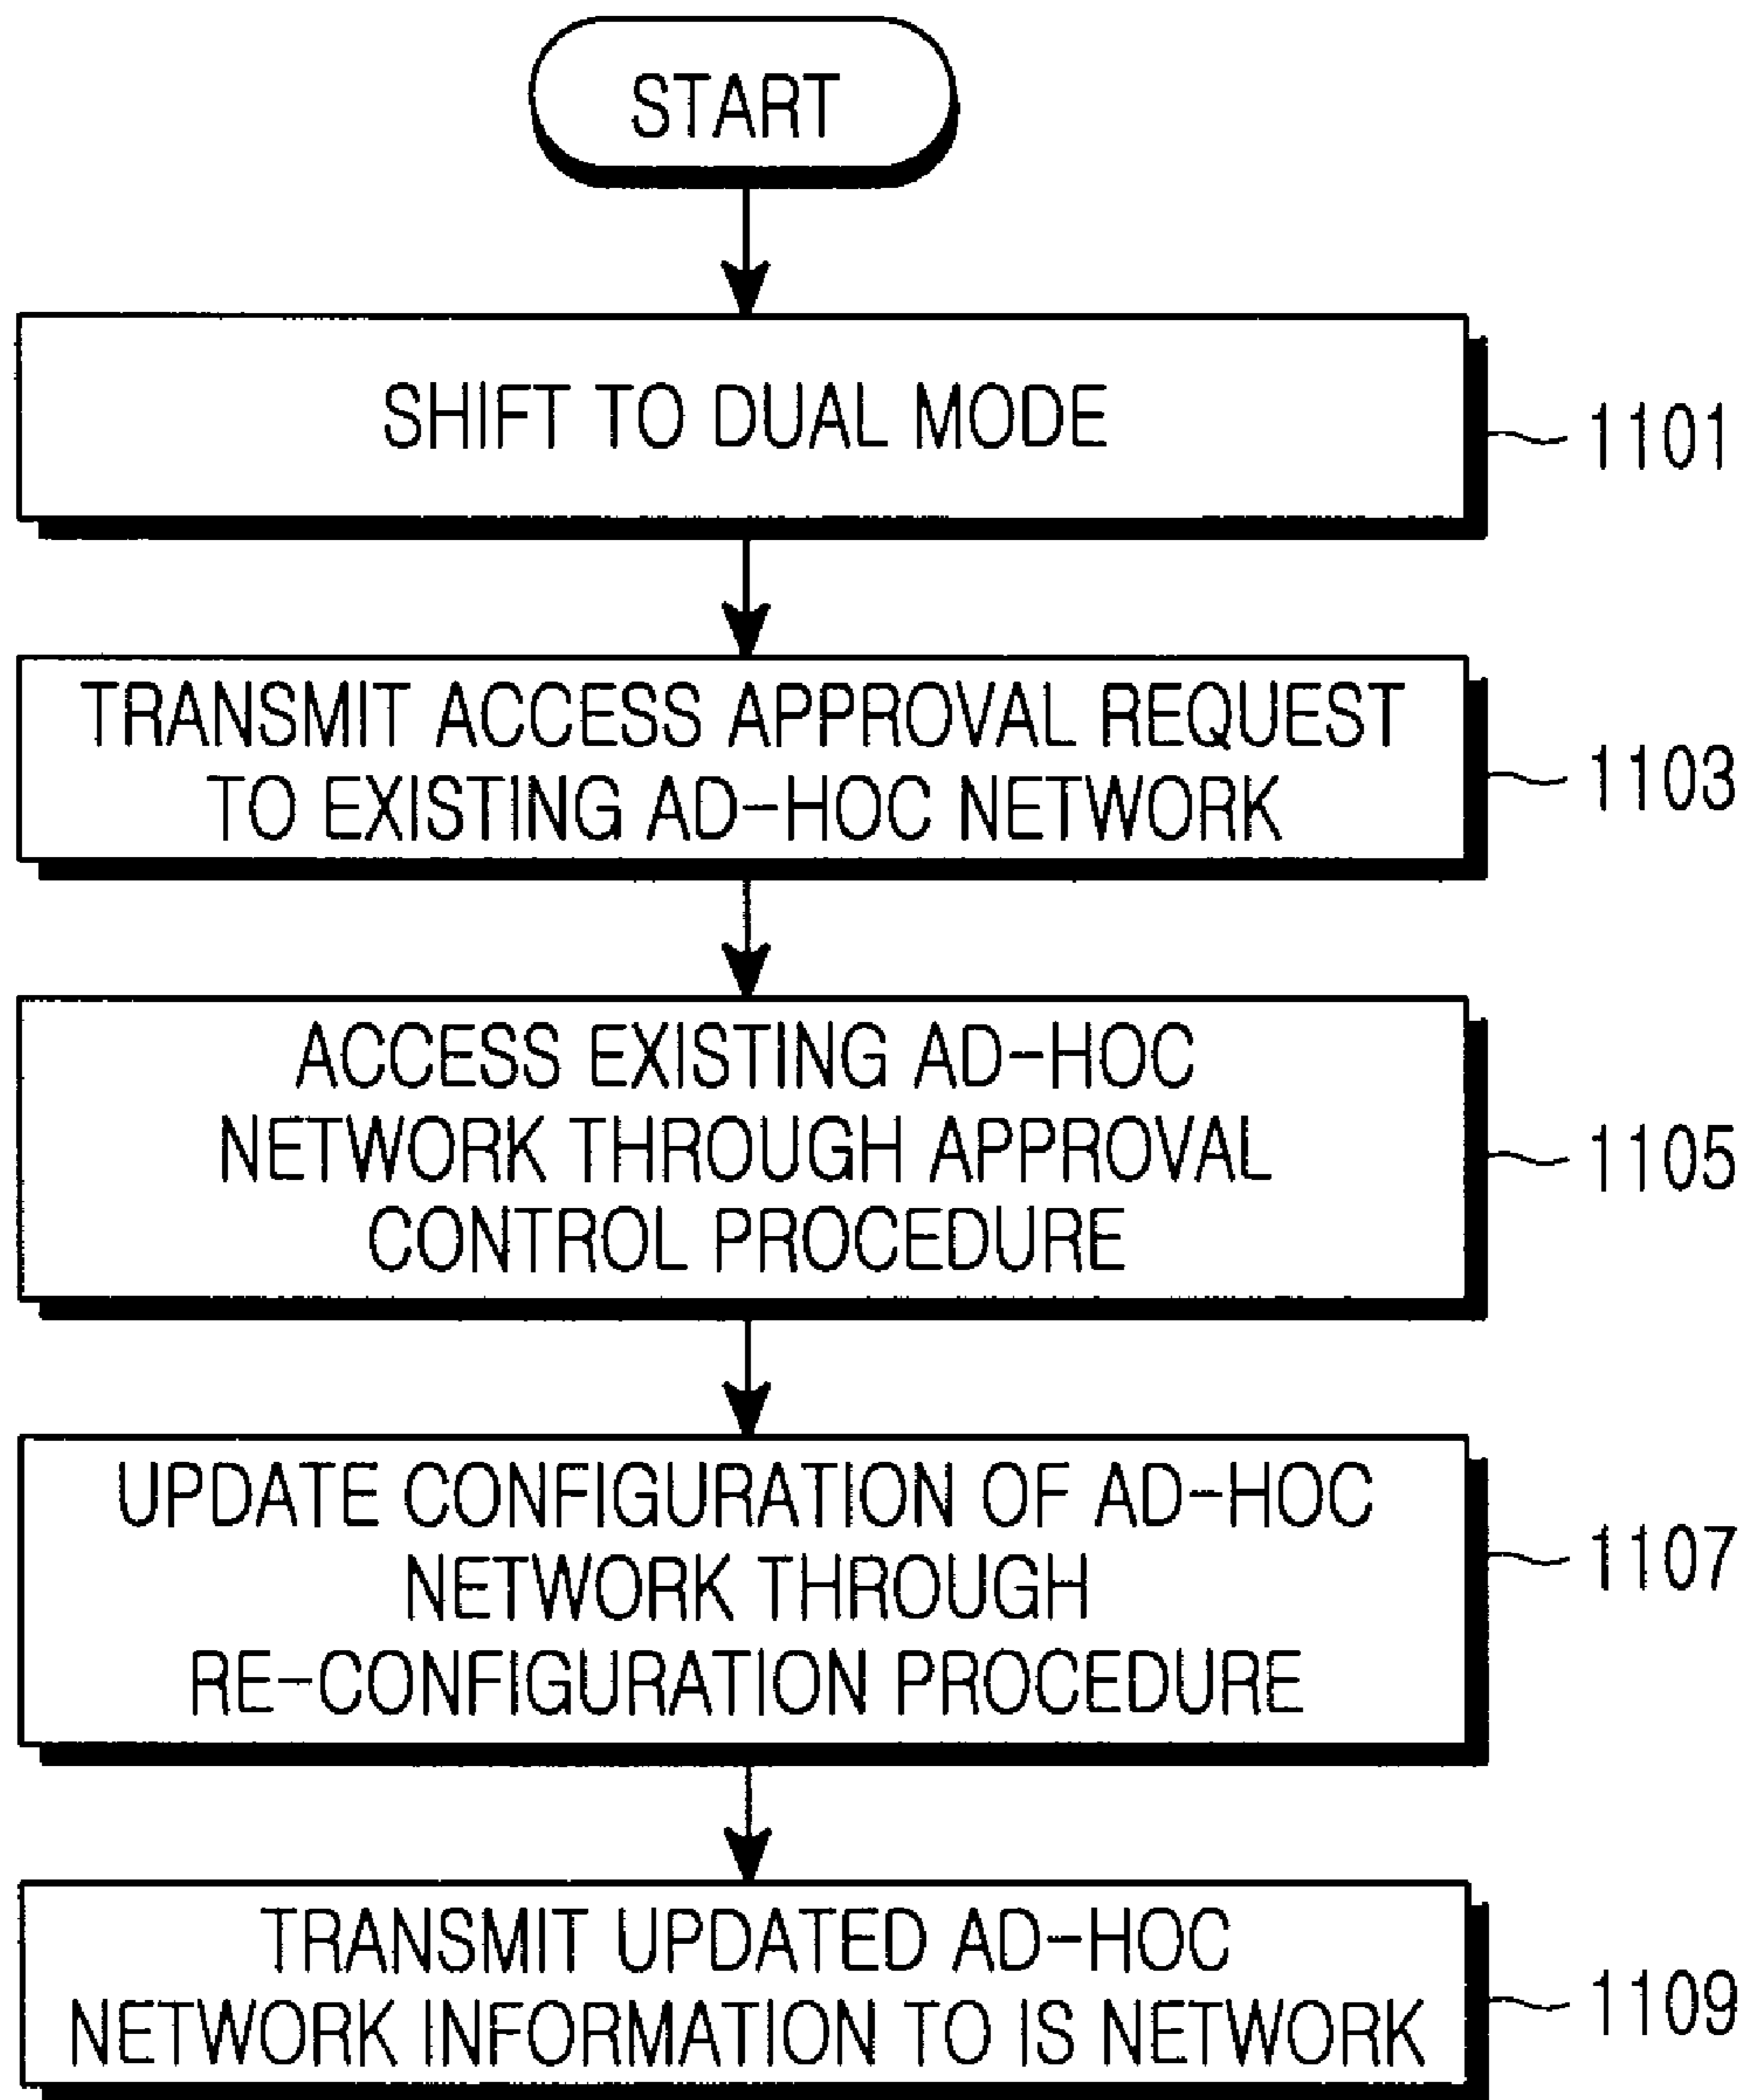 START
SHIFT TO DUAL MODE
1101
TRANSMIT ACCESS APPROVAL REQUEST
TO EXISTING AD-HOC NETWORK
1103
ACCESS EXISTING AD-HOC
NETWORK THROUGH APPROVAL
CONTROL PROCEDURE
1105
UPDATE CONFIGURATION OF AD-HOC
NETWORK THROUGH
RE-CONFIGURATION PROCEDURE
1107
TRANSMIT UPDATED AD-HOC
NETWORK INFORMATION TO IS NETWORK
1109